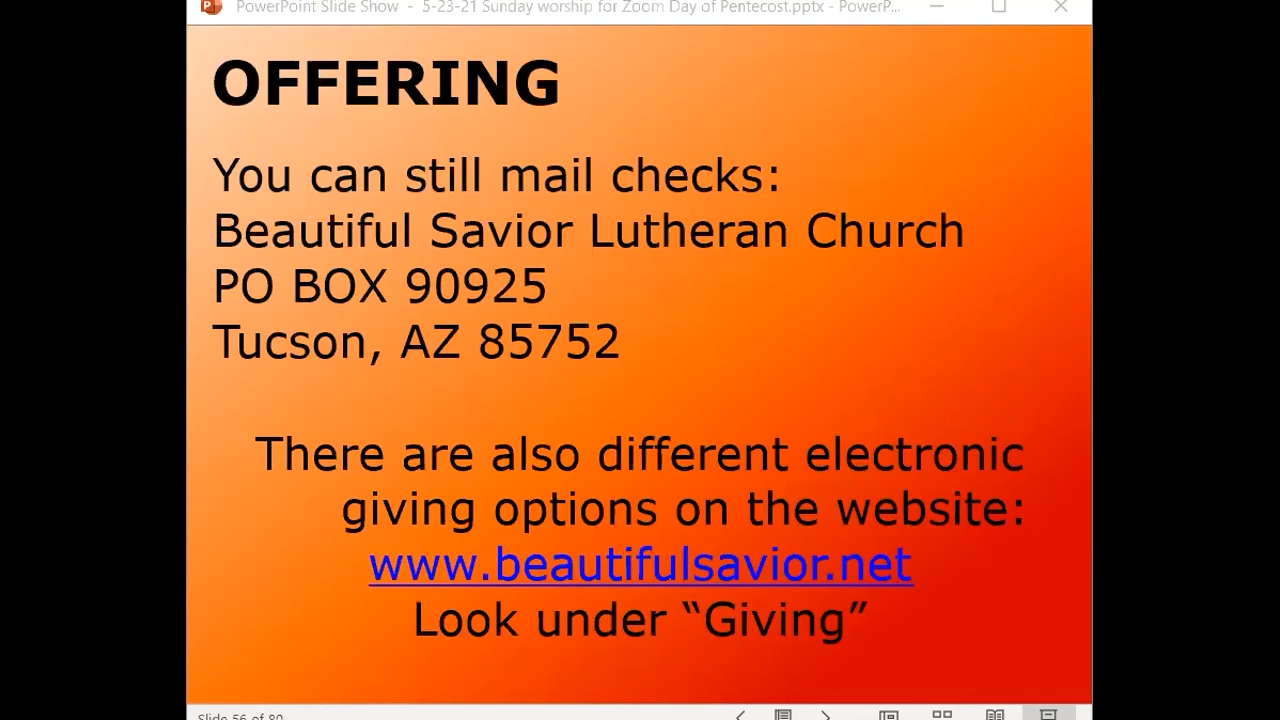 PowerPoint Slide Show - 5-23-21 Sunday worship for Zoom Day of Pentecost.pptx - PowerP...
OFFERING
You can still mail checks:
Beautiful Savior Lutheran Church
PO BOX 90925
Tucson, AZ 85752
There are also different electronic
giving options on the website:
www.beautifulsavior.net
Look under “Giving”
Slide 56 of 80